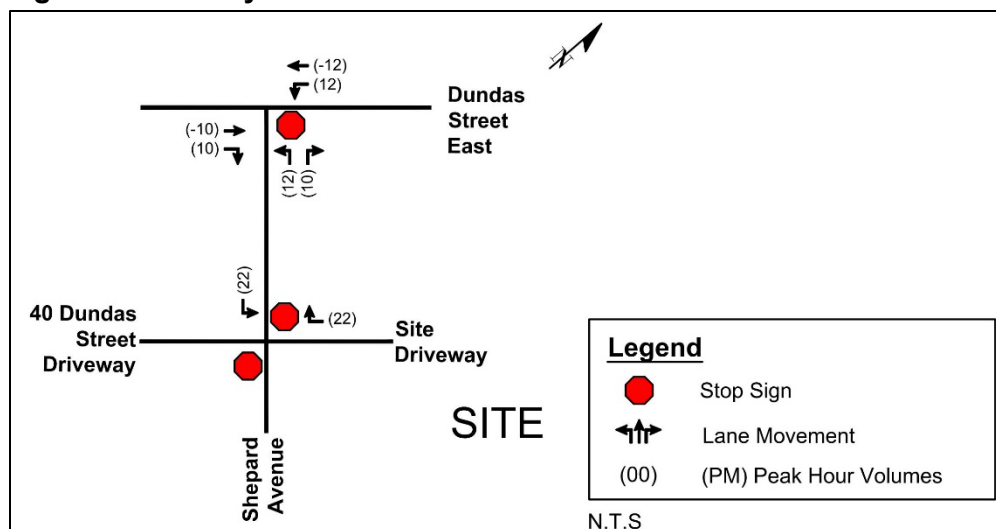 (-12)
(12)
Dundas
Street
East
N
(-10)
(10)
(12)
(10)
(22)
(22)
40 Dundas
Street
Driveway
Site
Driveway
SITE
Shepard
Avenue
Legend
Stop Sign
Lane Movement
(00) (PM) Peak Hour Volumes
N.T.S